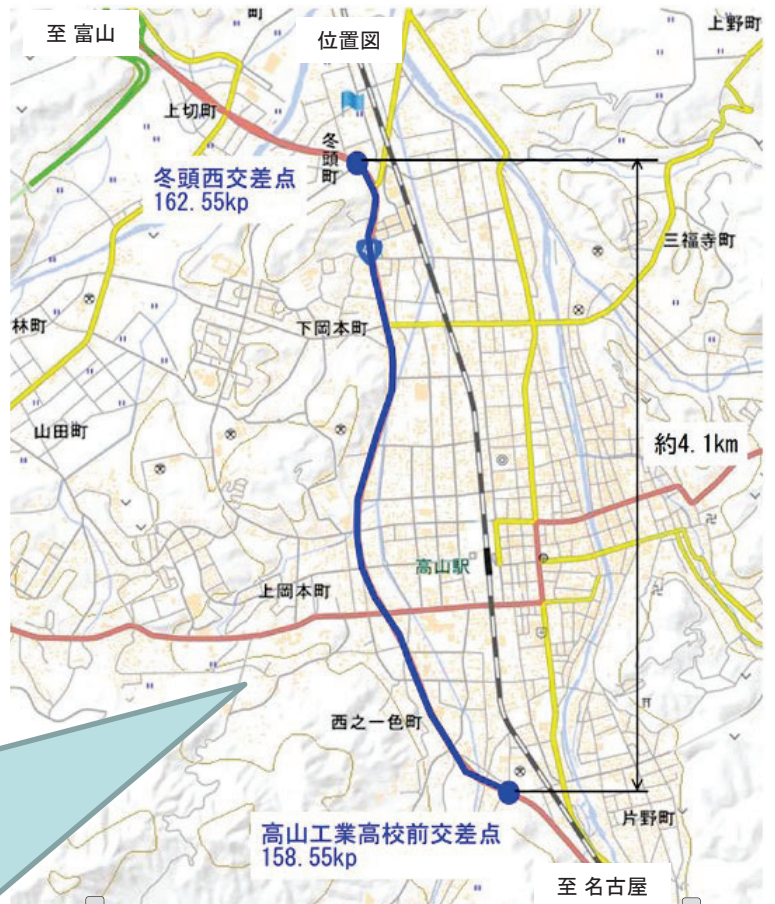 至 富山
位置図
町
上野町
上切町
冬頭町
冬頭西交差点
162.55kp
三福寺町
林町
下岡本町
山田町
約4.1km
高山駅
上岡本町
西之一色町
高山工業高校前交差点
158.55kp
片野町
至 名古屋